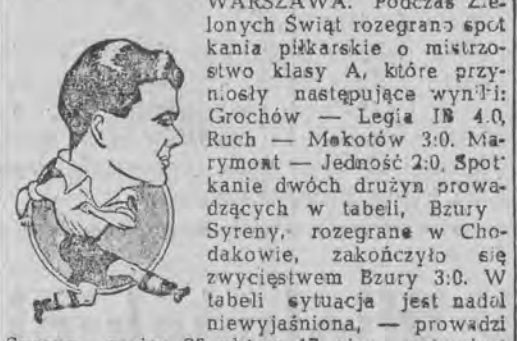 WARSZAWA. Podczas Zie-
lonych Świąt rozegrano spot
kania piłkarskie o mistrzo-
stwo klasy A, które przy-
niosły następujące wyniki:
Grochów — Legia IB 4.0,
Ruch — Mokotów 3:0. Ma-
rymont — Jedność 2:0. Spot
kanie dwóch drużyn prowa-
dzących w tabeli, Bzury
Syreny, rozegrane w Cho-
dakowie, zakończyło się
zwycięstwem Bzury 3:0. W
tabeli sytuacja jest nadal
niewyjaśniona, — prowadzi